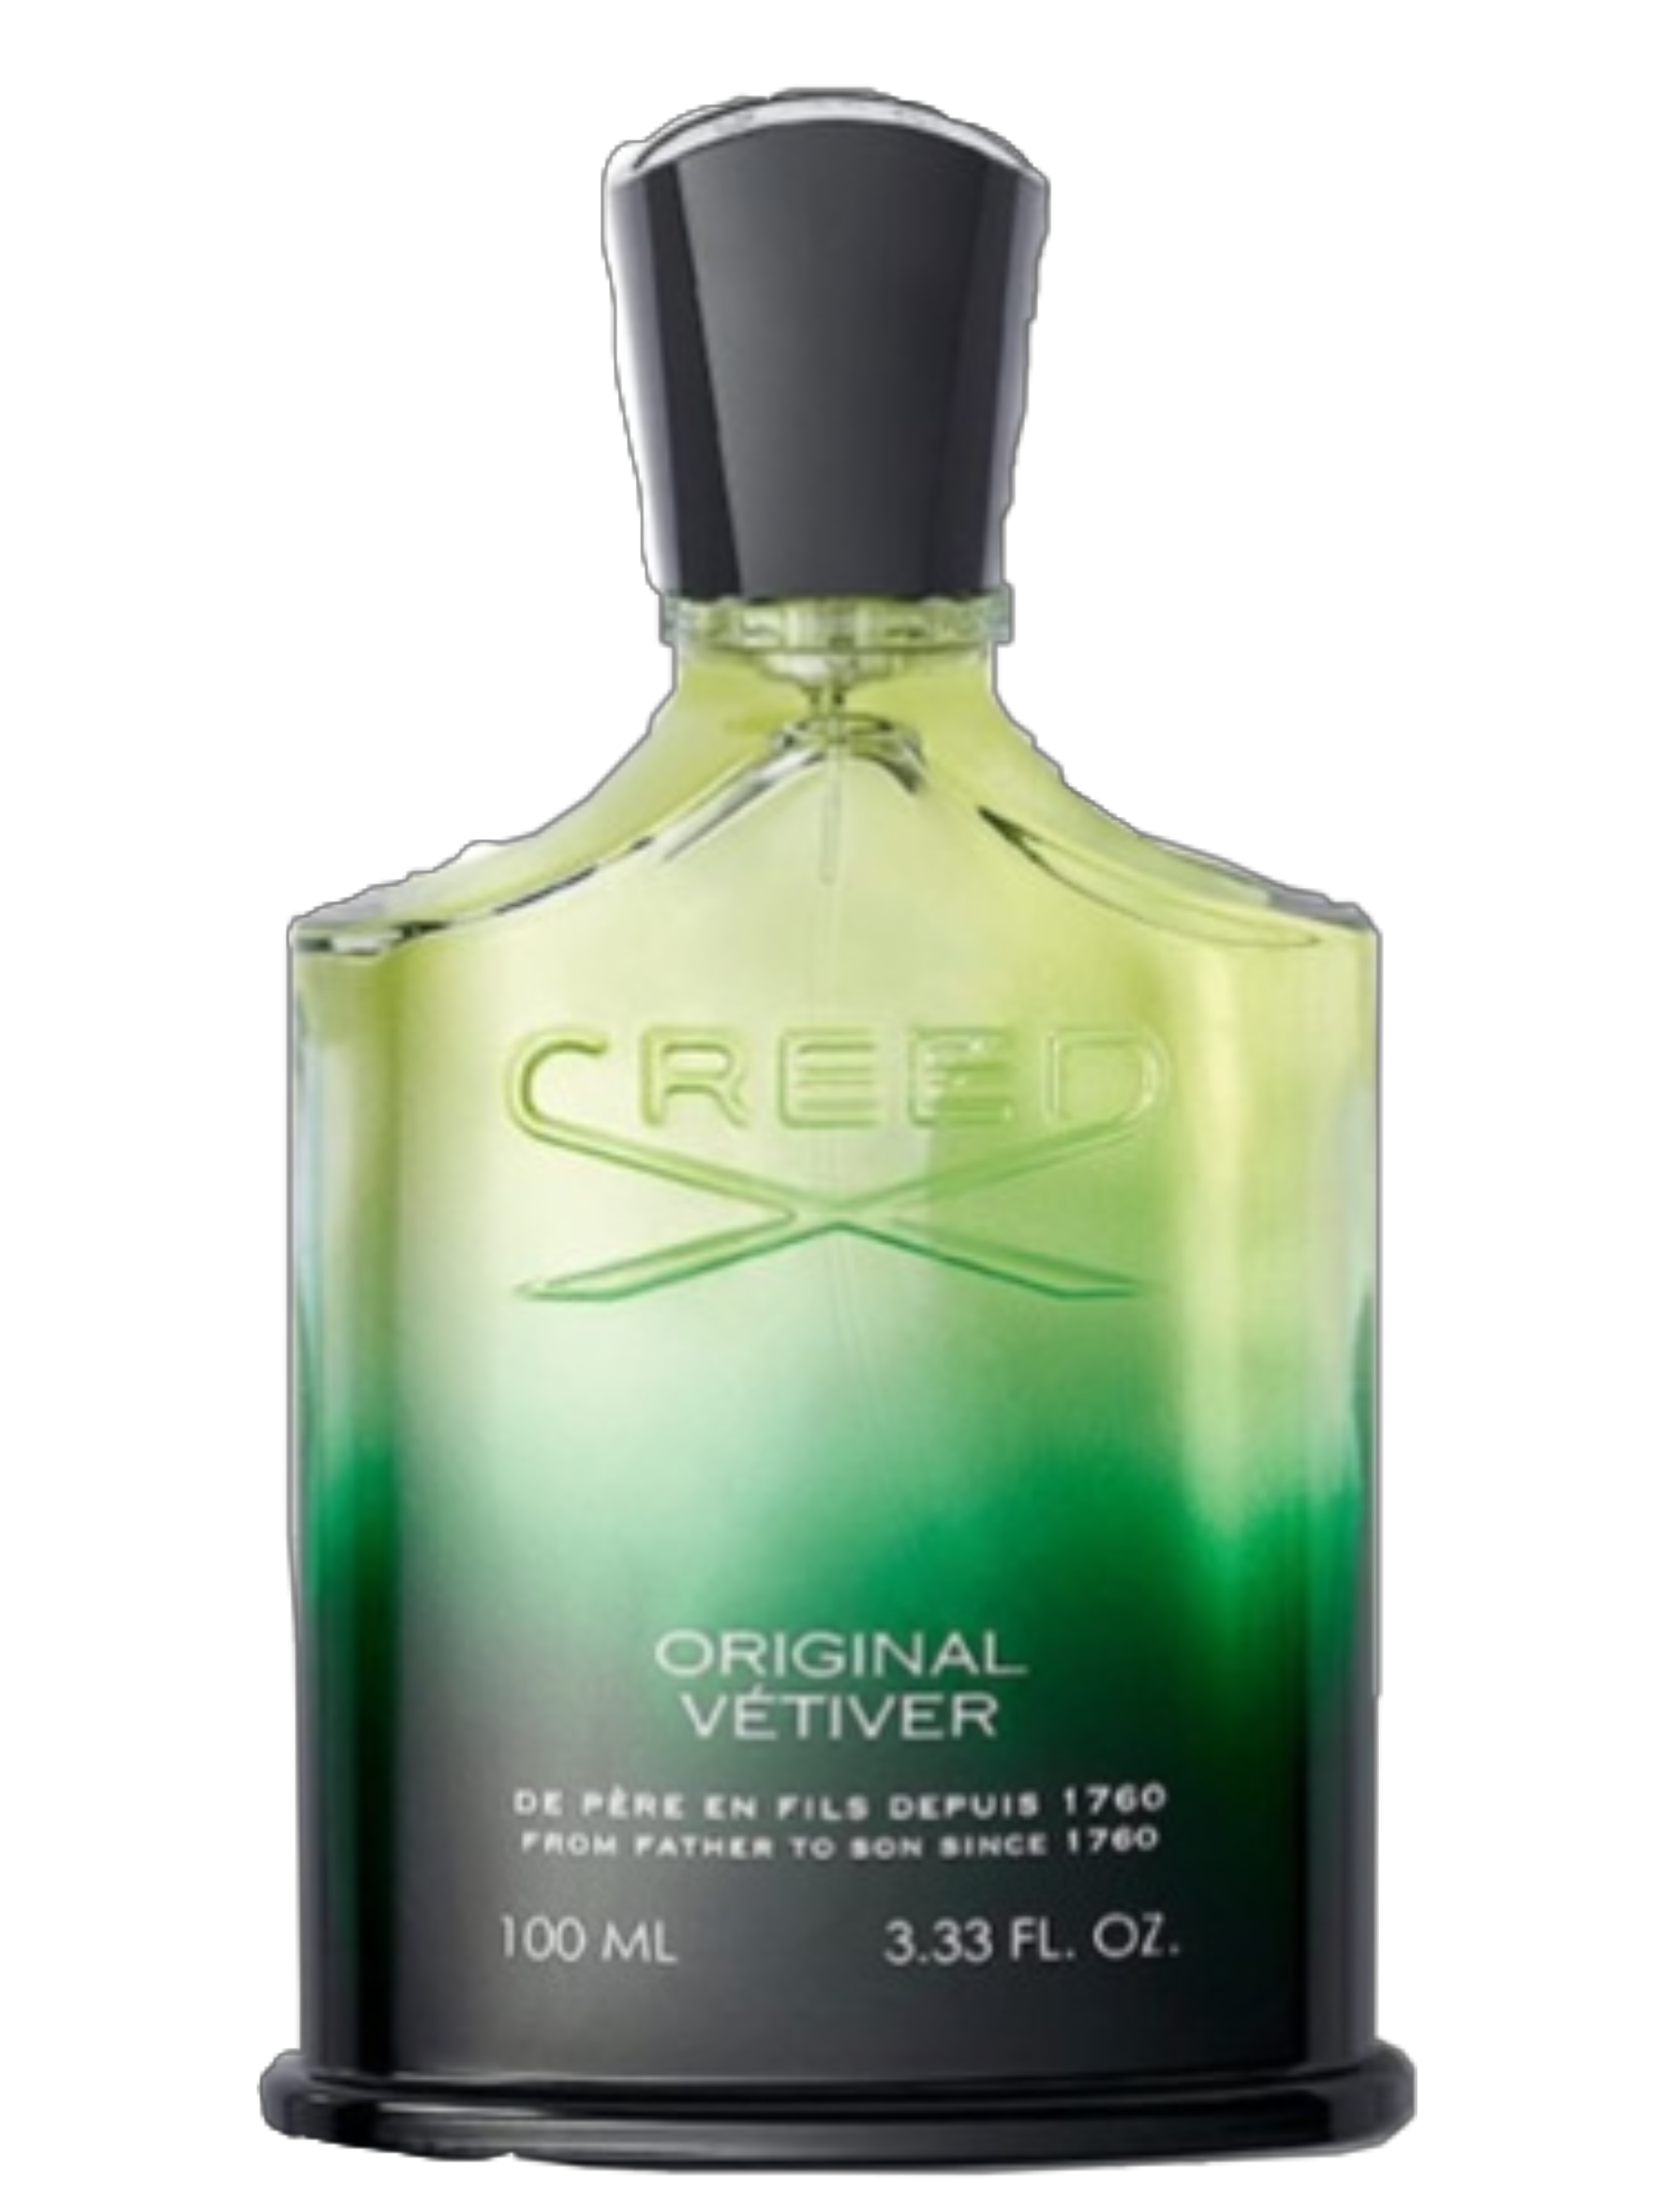 CREED
ORIGINAL
VÉTIVER
DE PÈRE EN FILS DEPUIS 1760
FROM FATHER TO SON SINCE 1760
100 ML 3.33 FL. OZ.